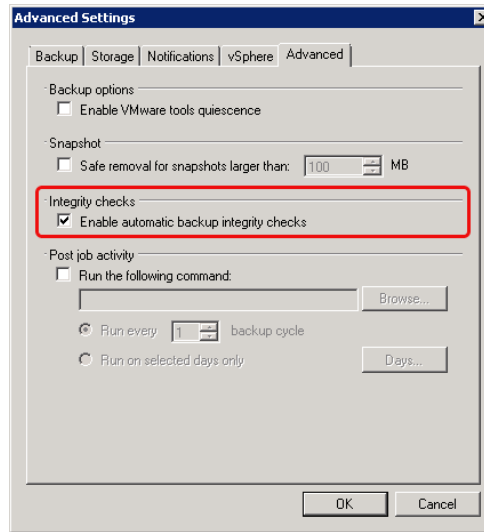 Advanced Settings
Backup Storage Notifications vSphere Advanced
Backup options
Enable VMware tools quiescence
Snapshot
Safe removal for snapshots larger than: 100 MB
Integrity checks
Enable automatic backup integrity checks
Post job activity
Run the following command:
Browse...
Run every 1 backup cycle
Run on selected days only Days...
OK Cancel